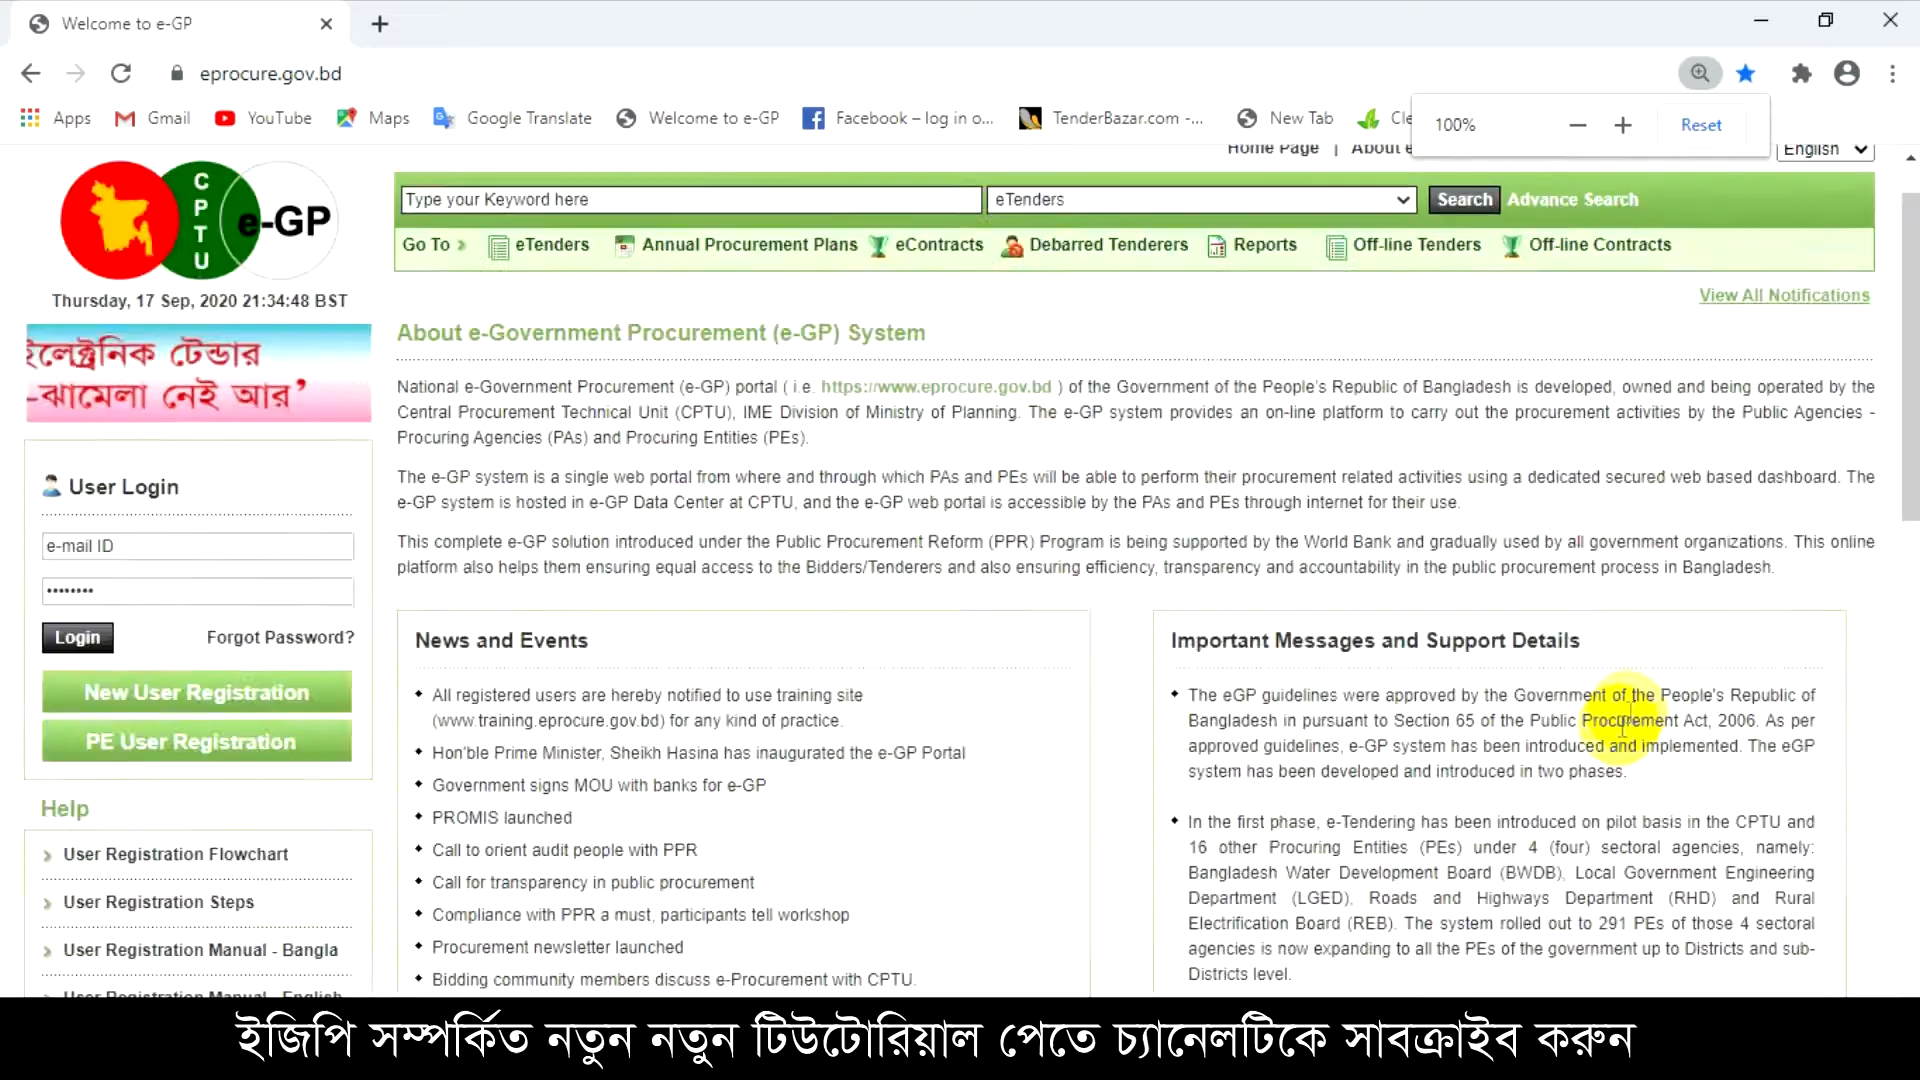 Welcome to e-GP
eprocure.gov.bd
Apps Gmail YouTube Maps Google Translate Welcome to e-GP Facebook – log in o... TenderBazar.com -... New Tab
100% Reset
Home Page | About
English
CPTU
e-GP
Type your Keyword here eTenders Search Advance Search
Go To eTenders Annual Procurement Plans eContracts Debarred Tenderers Reports Off-line Tenders Off-line Contracts
Thursday, 17 Sep, 2020 21:34:48 BST
View All Notifications
ইলেক্ট্রনিক টেন্ডার
-ঝামেলা নেই আর’
About e-Government Procurement (e-GP) System
National e-Government Procurement (e-GP) portal ( i.e. https://www.eprocure.gov.bd ) of the Government of the People's Republic of Bangladesh is developed, owned and being operated by the
Central Procurement Technical Unit (CPTU), IME Division of Ministry of Planning. The e-GP system provides an on-line platform to carry out the procurement activities by the Public Agencies -
Procuring Agencies (PAs) and Procuring Entities (PEs).
The e-GP system is a single web portal from where and through which PAs and PEs will be able to perform their procurement related activities using a dedicated secured web based dashboard. The
e-GP system is hosted in e-GP Data Center at CPTU, and the e-GP web portal is accessible by the PAs and PEs through internet for their use.
This complete e-GP solution introduced under the Public Procurement Reform (PPR) Program is being supported by the World Bank and gradually used by all government organizations. This online
platform also helps them ensuring equal access to the Bidders/Tenderers and also ensuring efficiency, transparency and accountability in the public procurement process in Bangladesh.
User Login
e-mail ID
••••••••
Login Forgot Password?
New User Registration
PE User Registration
Help
User Registration Flowchart
User Registration Steps
User Registration Manual - Bangla
User Registration Manual - English
News and Events
All registered users are hereby notified to use training site
(www.training.eprocure.gov.bd) for any kind of practice.
Hon'ble Prime Minister, Sheikh Hasina has inaugurated the e-GP Portal
Government signs MOU with banks for e-GP
PROMIS launched
Call to orient audit people with PPR
Call for transparency in public procurement
Compliance with PPR a must, participants tell workshop
Procurement newsletter launched
Bidding community members discuss e-Procurement with CPTU.
Important Messages and Support Details
The eGP guidelines were approved by the Government of the People's Republic of
Bangladesh in pursuant to Section 65 of the Public Procurement Act, 2006. As per
approved guidelines, e-GP system has been introduced and implemented. The eGP
system has been developed and introduced in two phases.
In the first phase, e-Tendering has been introduced on pilot basis in the CPTU and
16 other Procuring Entities (PEs) under 4 (four) sectoral agencies, namely:
Bangladesh Water Development Board (BWDB), Local Government Engineering
Department (LGED), Roads and Highways Department (RHD) and Rural
Electrification Board (REB). The system rolled out to 291 PEs of those 4 sectoral
agencies is now expanding to all the PEs of the government up to Districts and sub-
Districts level.
ইজিপি সম্পর্কিত নতুন নতুন টিউটোরিয়াল পেতে চ্যানেলটিকে সাবক্রাইব করুন